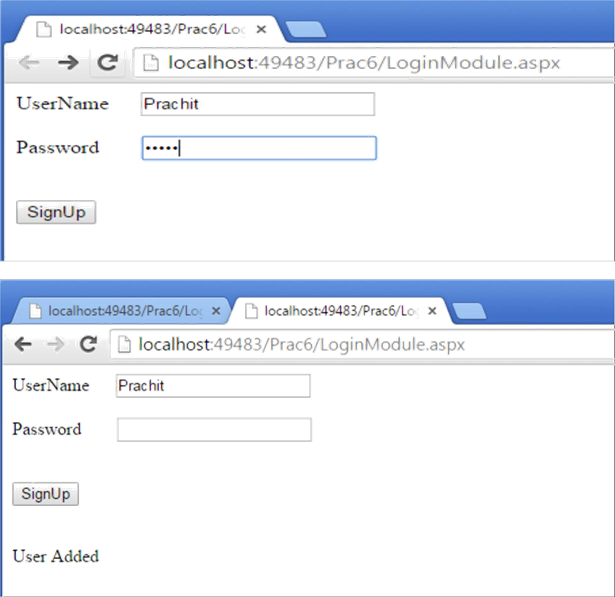 localhost:49483/Prac6/Lo
localhost:49483/Prac6/LoginModule.aspx
UserName Prachit
Password •••••
SignUp
localhost:49483/Prac6/Log localhost:49483/Prac6/Lo
localhost:49483/Prac6/LoginModule.aspx
UserName Prachit
Password
SignUp
User Added